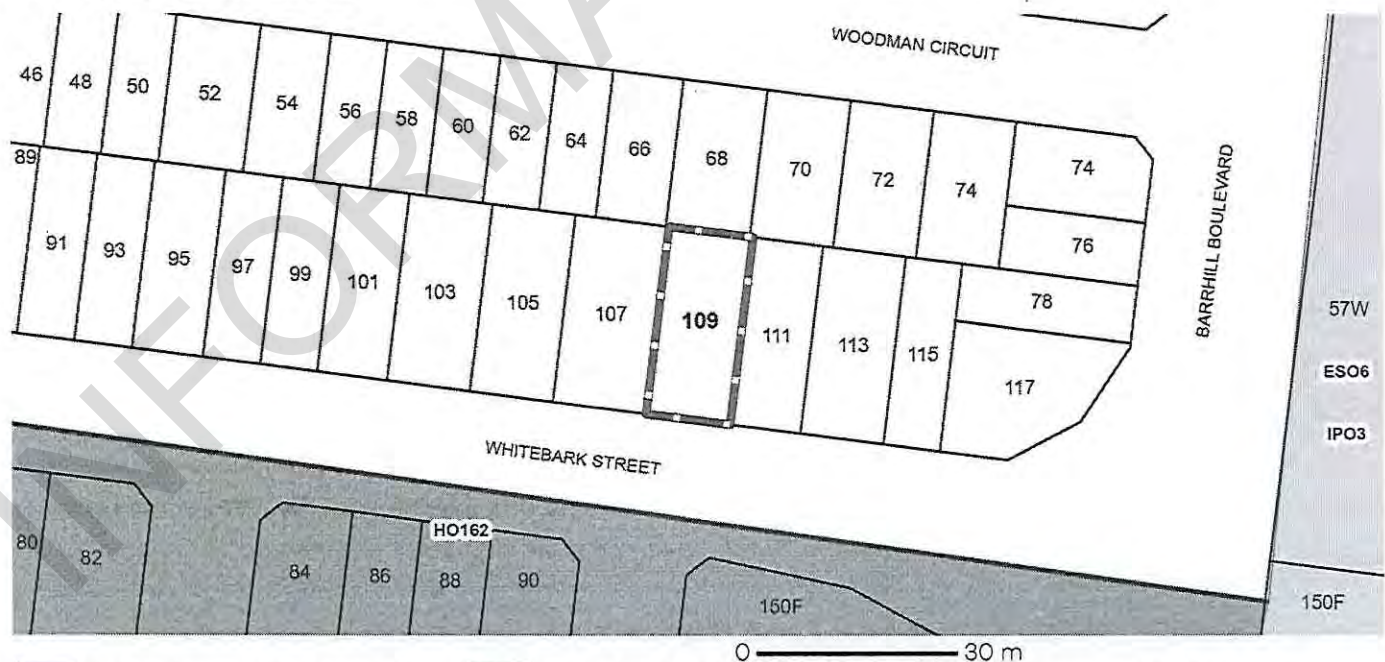 WOODMAN CIRCUIT
46 48 50 52 54 56 58 60 62 64 66 68 70 72 74 74
76
78
89 91 93 95 97 99 101 103 105 107 109 111 113 115 117
BARRHILL BOULEVARD
57W
ESO6
IPO3
WHITEBARK STREET
HO162
80 82 84 86 88 90 150F 150F
0 30 m
INFORMA